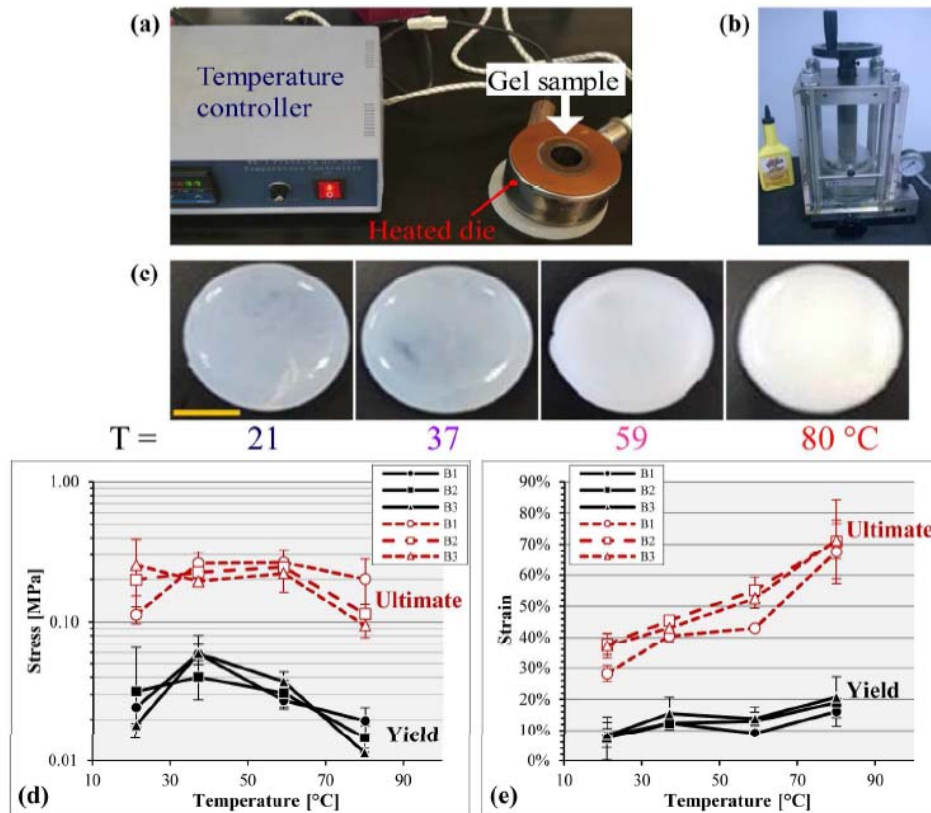 (a)
Temperature
controller
Gel sample
Heated die
(b)
(c)
T = 21 37 59 80 °C
1.00
0.10
0.01
Stress [MPa]
B1
B2
B3
B1
B2
B3
Ultimate
Yield
10 30 50 70 90
Temperature [°C]
(d)
90%
80%
70%
60%
50%
40%
30%
20%
10%
0%
Strain
B1
B2
B3
B1
B2
B3
Ultimate
Yield
10 30 50 70 90
Temperature [°C]
(e)